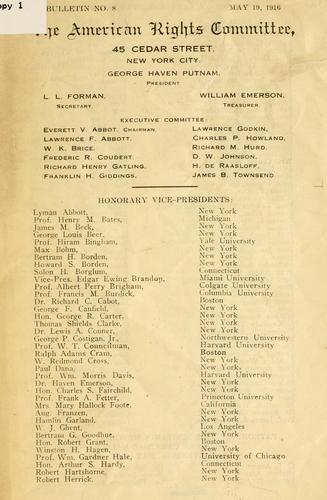 opy 1
BULLETIN NO. 8 MAY 19, 1916
The American Rights Committee,
45 CEDAR STREET,
NEW YORK CITY.
GEORGE HAVEN PUTNAM,
PRESIDENT
L. L. FORMAN, WILLIAM EMERSON,
SECRETARY. TREASURER
EXECUTIVE COMMITTEE:
EVERETT V. ABBOT, CHAIRMAN, LAWRENCE GODKIN,
LAWRENCE F. ABBOTT, CHARLES P. HOWLAND,
W. K. BRICE, RICHARD M. HURD,
FREDERIC R. COUDERT D. W. JOHNSON,
RICHARD HENRY GATLING, H. DE RAASLOFF,
FRANKLIN H. GIDDINGS, JAMES B. TOWNSEND
HONORARY VICE-PRESIDENTS:
Lyman Abbott, New York
Prof. Henry M. Bates, Michigan
James M. Beck, New York
George Louis Beer, New York
Prof. Hiram Bingham, Yale University
Max Bohm, New York
Bertram H. Borden, New York
Howard S. Borden, New York
Solon H. Borglum, Connecticut
Vice-Pres. Edgar Ewing Brandon, Miami University
Prof. Albert Perry Brigham, Colgate University
Prof. Francis M. Burdick, Columbia University
Dr. Richard C. Cabot, Boston
George F. Canfield, New York
Hon. George R. Carter, New York
Thomas Shields Clarke, New York
Dr. Lewis A. Conner, New York
George P. Costigan, Jr., Northwestern University
Prof. W. T. Councilman, Harvard University
Ralph Adams Cram, Boston
W. Redmond Cross, New York
Paul Dana, New York.
Prof. Wm. Morris Davis, Harvard University
Dr. Haven Emerson, New York
Hon. Charles S. Fairchild, New York
Prof. Frank A. Fetter, Princeton University
Mrs. Mary Hallock Foote, California
Aug. Franzen, New York
Hamlin Garland, New York
W. J. Ghent, Los Angeles
Bertram G. Goodhue, New York
Hon. Robert Grant, Boston
Winston H. Hagen, New York
Prof. Wm. Gardner Hale, University of Chicago
Hon. Arthur S. Hardy, Connecticut
Robert Hartshorne, New York
Robert Herrick, New York